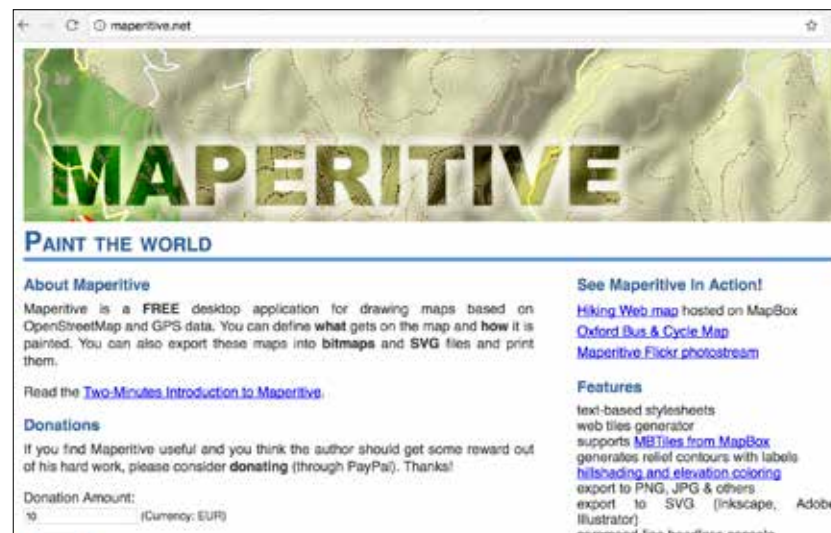 maperitive.net
MAPERITIVE
PAINT THE WORLD
About Maperitive
Maperitive is a FREE desktop application for drawing maps based on
OpenStreetMap and GPS data. You can define what gets on the map and how it is
painted. You can also export these maps into bitmaps and SVG files and print
them.
Read the Two-Minutes Introduction to Maperitive.
Donations
If you find Maperitive useful and you think the author should get some reward out
of his hard work, please consider donating (through PayPal). Thanks!
Donation Amount:
10 (Currency: EUR)
See Maperitive In Action!
Hiking Web map hosted on MapBox
Oxford Bus & Cycle Map
Maperitive Flickr photostream
Features
text-based stylesheets
web tiles generator
supports MBTiles from MapBox
generates relief contours with labels
hillshading and elevation coloring
export to PNG, JPG & others
export to SVG (Inkscape, Adobe
Illustrator)